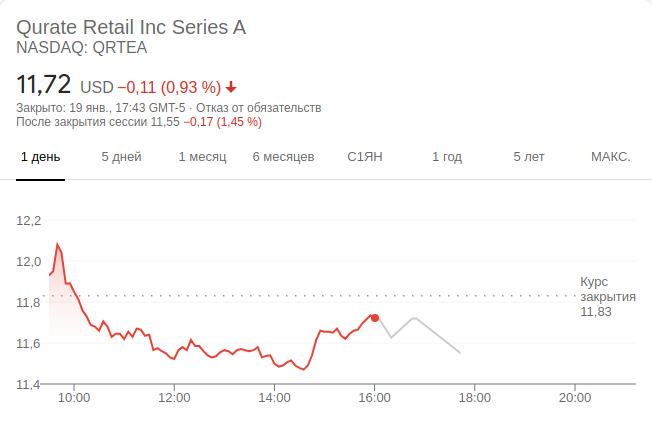 Qurate Retail Inc Series A
NASDAQ: QRTEA
11,72 USD −0,11 (0,93 %)
Закрыто: 19 янв., 17:43 GMT-5 · Отказ от обязательств
После закрытия сессии 11,55 −0,17 (1,45 %)
1 день 5 дней 1 месяц 6 месяцев С1ЯН 1 год 5 лет МАКС.
12,2
12,0
11,8
11,6
11,4
Курс
закрытия
11,83
10:00 12:00 14:00 16:00 18:00 20:00